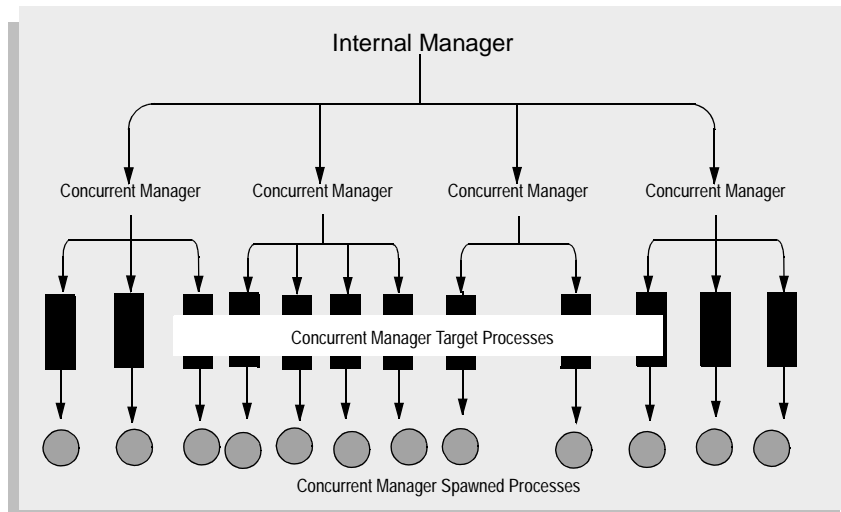 Internal Manager
Concurrent Manager Concurrent Manager Concurrent Manager Concurrent Manager
Concurrent Manager Target Processes
Concurrent Manager Spawned Processes